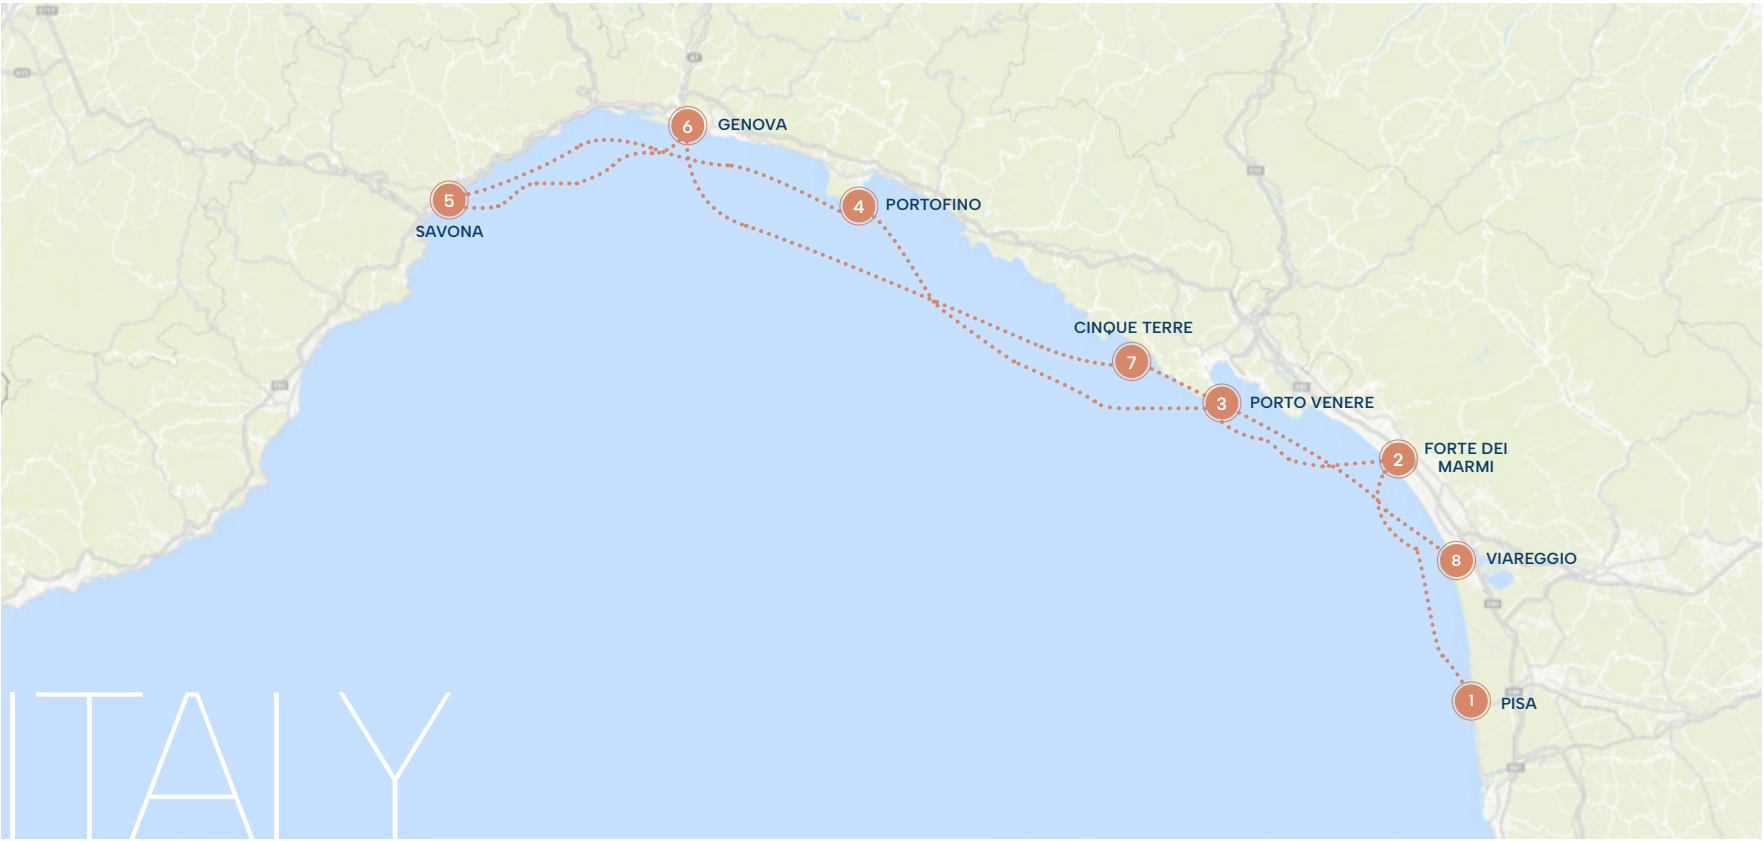 6 GENOVA
5
SAVONA
4 PORTOFINO
CINQUE TERRE
7
3 PORTO VENERE
2 FORTE DEI
MARMI
8 VIAREGGIO
1 PISA
ITALY